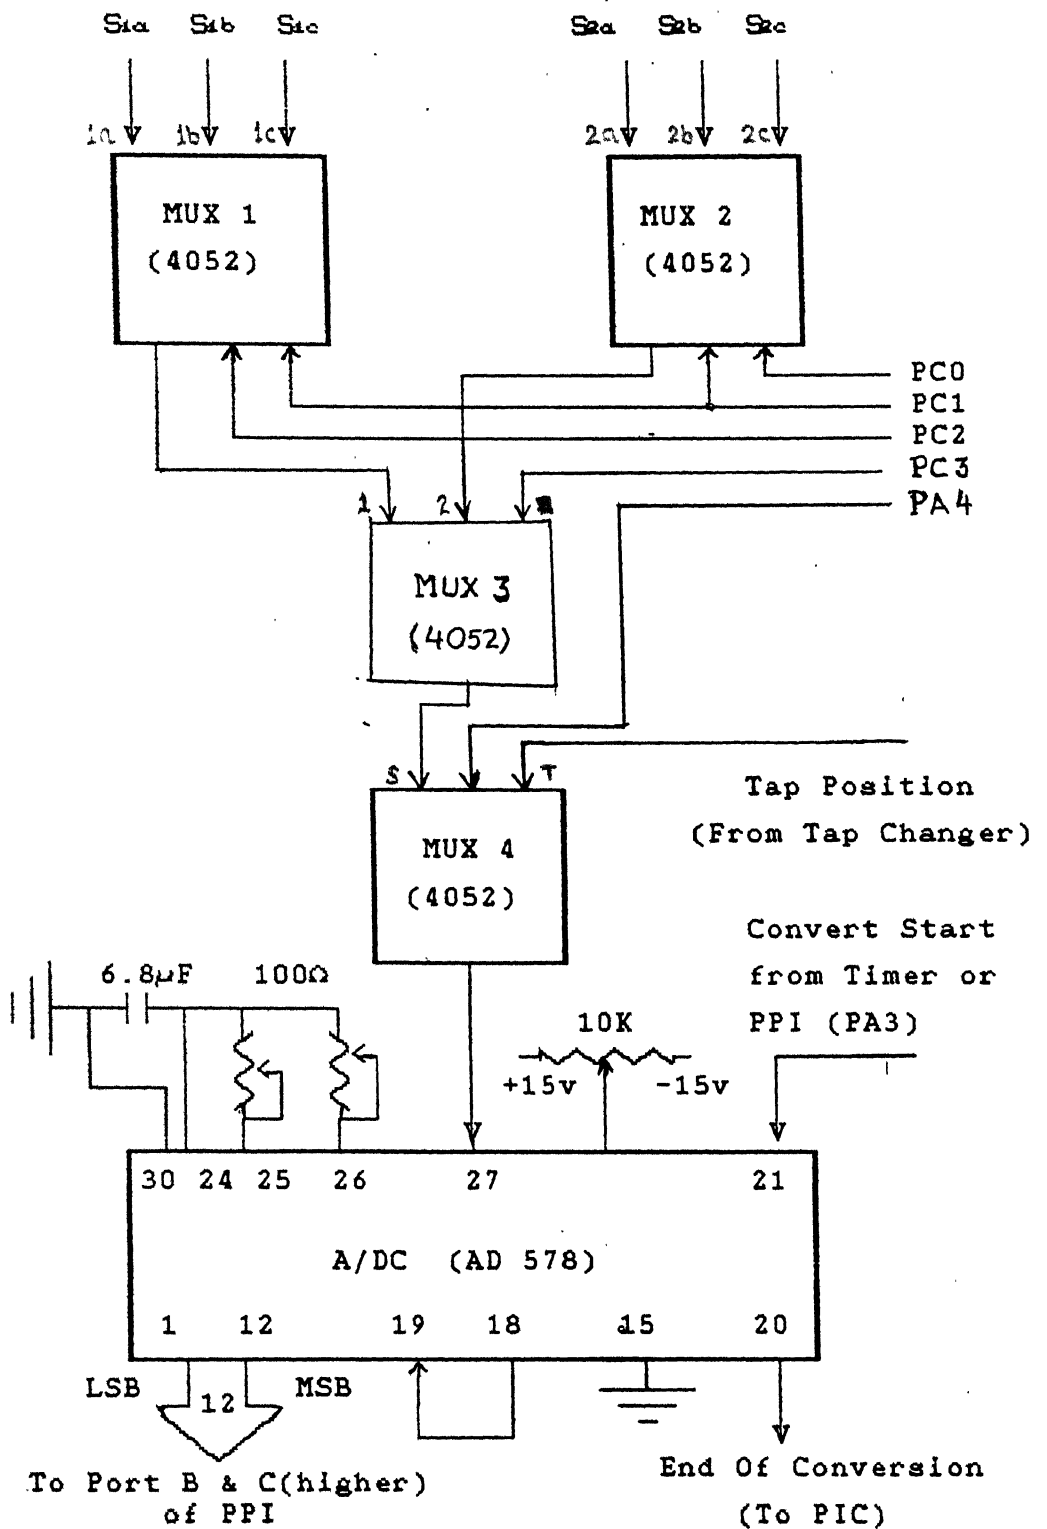 S1a S1b S1c S2a S2b S2c
1a 1b 1c 2a 2b 2c
MUX 1
(4052)
MUX 2
(4052)
PC0
PC1
PC2
PC3
PA4
1 2
MUX 3
(4052)
S T
Tap Position
(From Tap Changer)
MUX 4
(4052)
Convert Start
from Timer or
PPI (PA3)
6.8µF 100Ω
10K
+15v -15v
30 24 25 26 27 21
A/DC (AD 578)
1 12 19 18 15 20
LSB 12 MSB
To Port B & C(higher)
of PPI
End Of Conversion
(To PIC)